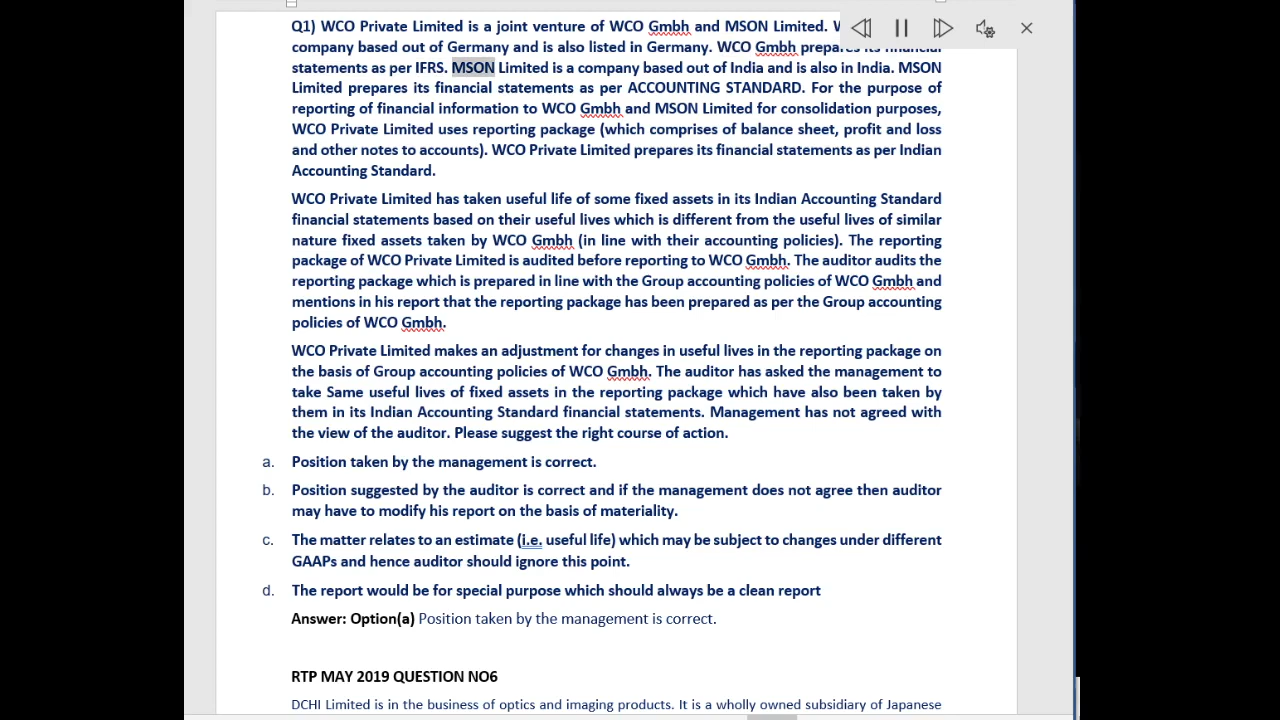 Q1) WCO Private Limited is a joint venture of WCO Gmbh and MSON Limited.
company based out of Germany and is also listed in Germany. WCO Gmbh prepares its financial
statements as per IFRS. MSON Limited is a company based out of India and is also in India. MSON
Limited prepares its financial statements as per ACCOUNTING STANDARD. For the purpose of
reporting of financial information to WCO Gmbh and MSON Limited for consolidation purposes,
WCO Private Limited uses reporting package (which comprises of balance sheet, profit and loss
and other notes to accounts). WCO Private Limited prepares its financial statements as per Indian
Accounting Standard.
WCO Private Limited has taken useful life of some fixed assets in its Indian Accounting Standard
financial statements based on their useful lives which is different from the useful lives of similar
nature fixed assets taken by WCO Gmbh (in line with their accounting policies). The reporting
package of WCO Private Limited is audited before reporting to WCO Gmbh. The auditor audits the
reporting package which is prepared in line with the Group accounting policies of WCO Gmbh and
mentions in his report that the reporting package has been prepared as per the Group accounting
policies of WCO Gmbh.
WCO Private Limited makes an adjustment for changes in useful lives in the reporting package on
the basis of Group accounting policies of WCO Gmbh. The auditor has asked the management to
take Same useful lives of fixed assets in the reporting package which have also been taken by
them in its Indian Accounting Standard financial statements. Management has not agreed with
the view of the auditor. Please suggest the right course of action.
a. Position taken by the management is correct.
b. Position suggested by the auditor is correct and if the management does not agree then auditor
may have to modify his report on the basis of materiality.
c. The matter relates to an estimate (i.e. useful life) which may be subject to changes under different
GAAPs and hence auditor should ignore this point.
d. The report would be for special purpose which should always be a clean report
Answer: Option(a) Position taken by the management is correct.
RTP MAY 2019 QUESTION NO6
DCHI Limited is in the business of optics and imaging products. It is a wholly owned subsidiary of Japanese